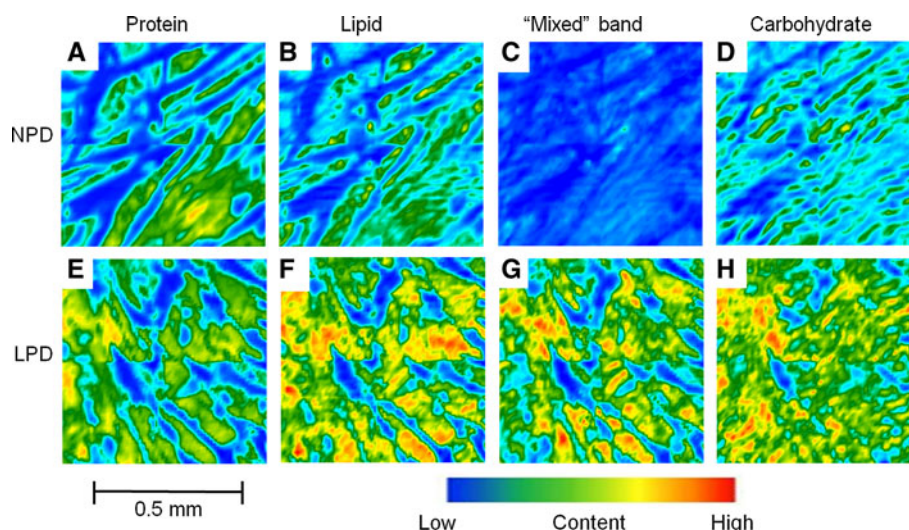 Protein Lipid “Mixed” band Carbohydrate
A B C D
NPD
E F G H
LPD
0.5 mm
Low Content High